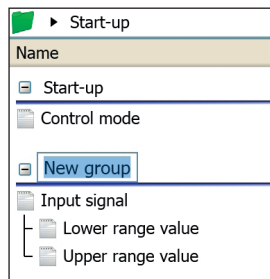 Start-up
Name
Start-up
Control mode
New group
Input signal
Lower range value
Upper range value